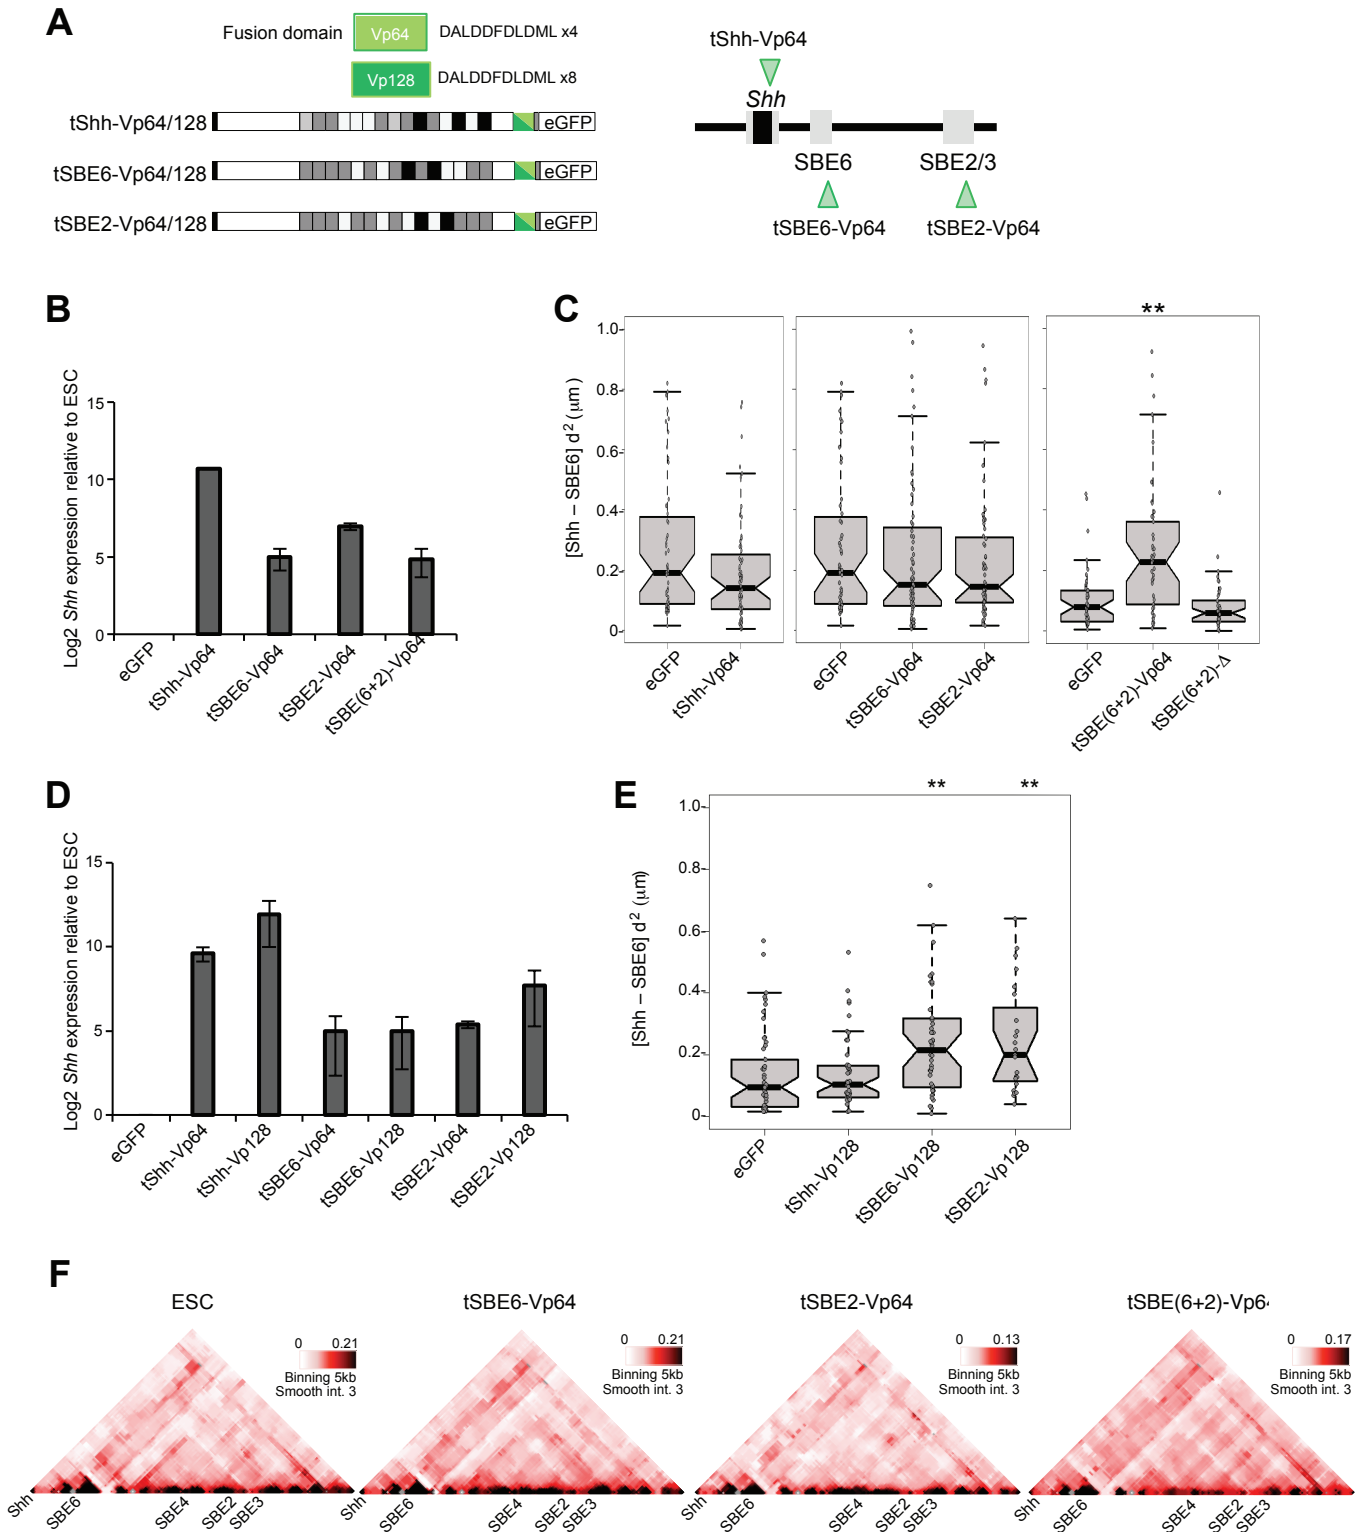 A
Fusion domain
Vp64
DALDDFDLDML x4
Vp128
DALDDFDLDML x8
tShh-Vp64/128
eGFP
tSBE6-Vp64/128
eGFP
tSBE2-Vp64/128
eGFP
tShh-Vp64
Shh
SBE6
SBE2/3
tSBE6-Vp64
tSBE2-Vp64
B
Log2 Shh expression relative to ESC
15
10
5
0
eGFP
tShh-Vp64
tSBE6-Vp64
tSBE2-Vp64
tSBE(6+2)-Vp64
C
[Shh – SBE6] d² (µm)
1.0
0.8
0.6
0.4
0.2
0
**
eGFP
tShh-Vp64
eGFP
tSBE6-Vp64
tSBE2-Vp64
eGFP
tSBE(6+2)-Vp64
tSBE(6+2)-Δ
D
Log2 Shh expression relative to ESC
15
10
5
0
eGFP
tShh-Vp64
tShh-Vp128
tSBE6-Vp64
tSBE6-Vp128
tSBE2-Vp64
tSBE2-Vp128
E
[Shh – SBE6] d² (µm)
1.0
0.8
0.6
0.4
0.2
0
**
**
eGFP
tShh-Vp128
tSBE6-Vp128
tSBE2-Vp128
F
ESC
0 0.21
Binning 5kb
Smooth int. 3
Shh
SBE6
SBE4
SBE2
SBE3
tSBE6-Vp64
0 0.21
Binning 5kb
Smooth int. 3
Shh
SBE6
SBE4
SBE2
SBE3
tSBE2-Vp64
0 0.13
Binning 5kb
Smooth int. 3
Shh
SBE6
SBE4
SBE2
SBE3
tSBE(6+2)-Vp64
0 0.17
Binning 5kb
Smooth int. 3
Shh
SBE6
SBE4
SBE2
SBE3